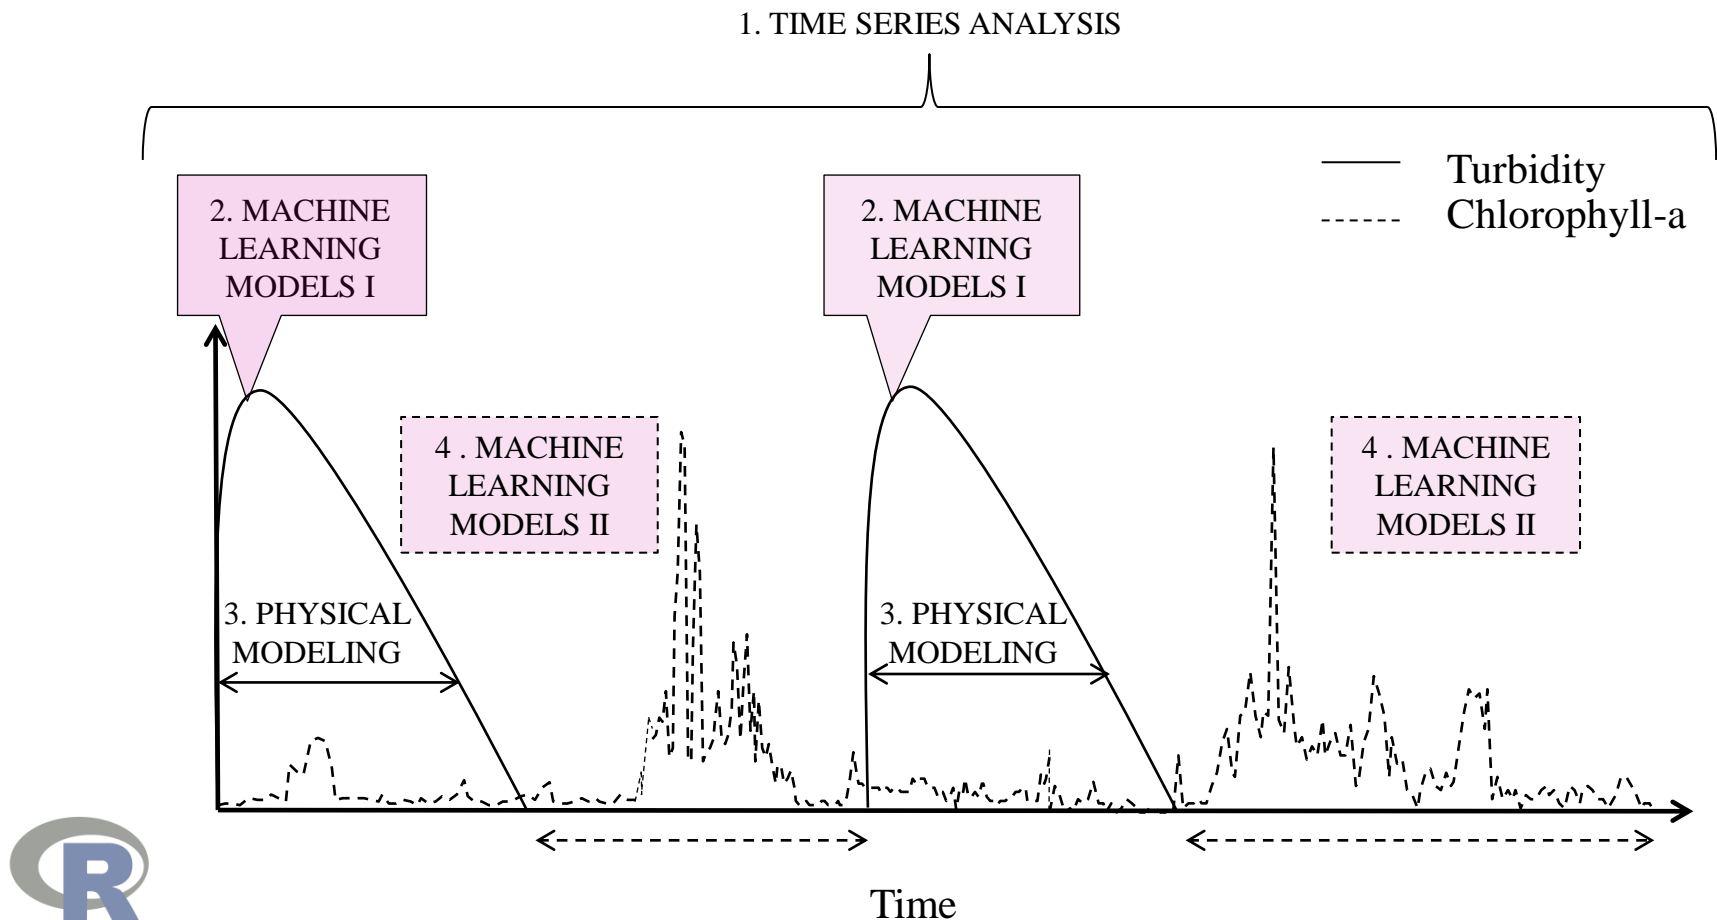 1. TIME SERIES ANALYSIS
Turbidity
Chlorophyll-a
2. MACHINE
LEARNING
MODELS I
2. MACHINE
LEARNING
MODELS I
4 . MACHINE
LEARNING
MODELS II
4 . MACHINE
LEARNING
MODELS II
3. PHYSICAL
MODELING
3. PHYSICAL
MODELING
R
Time